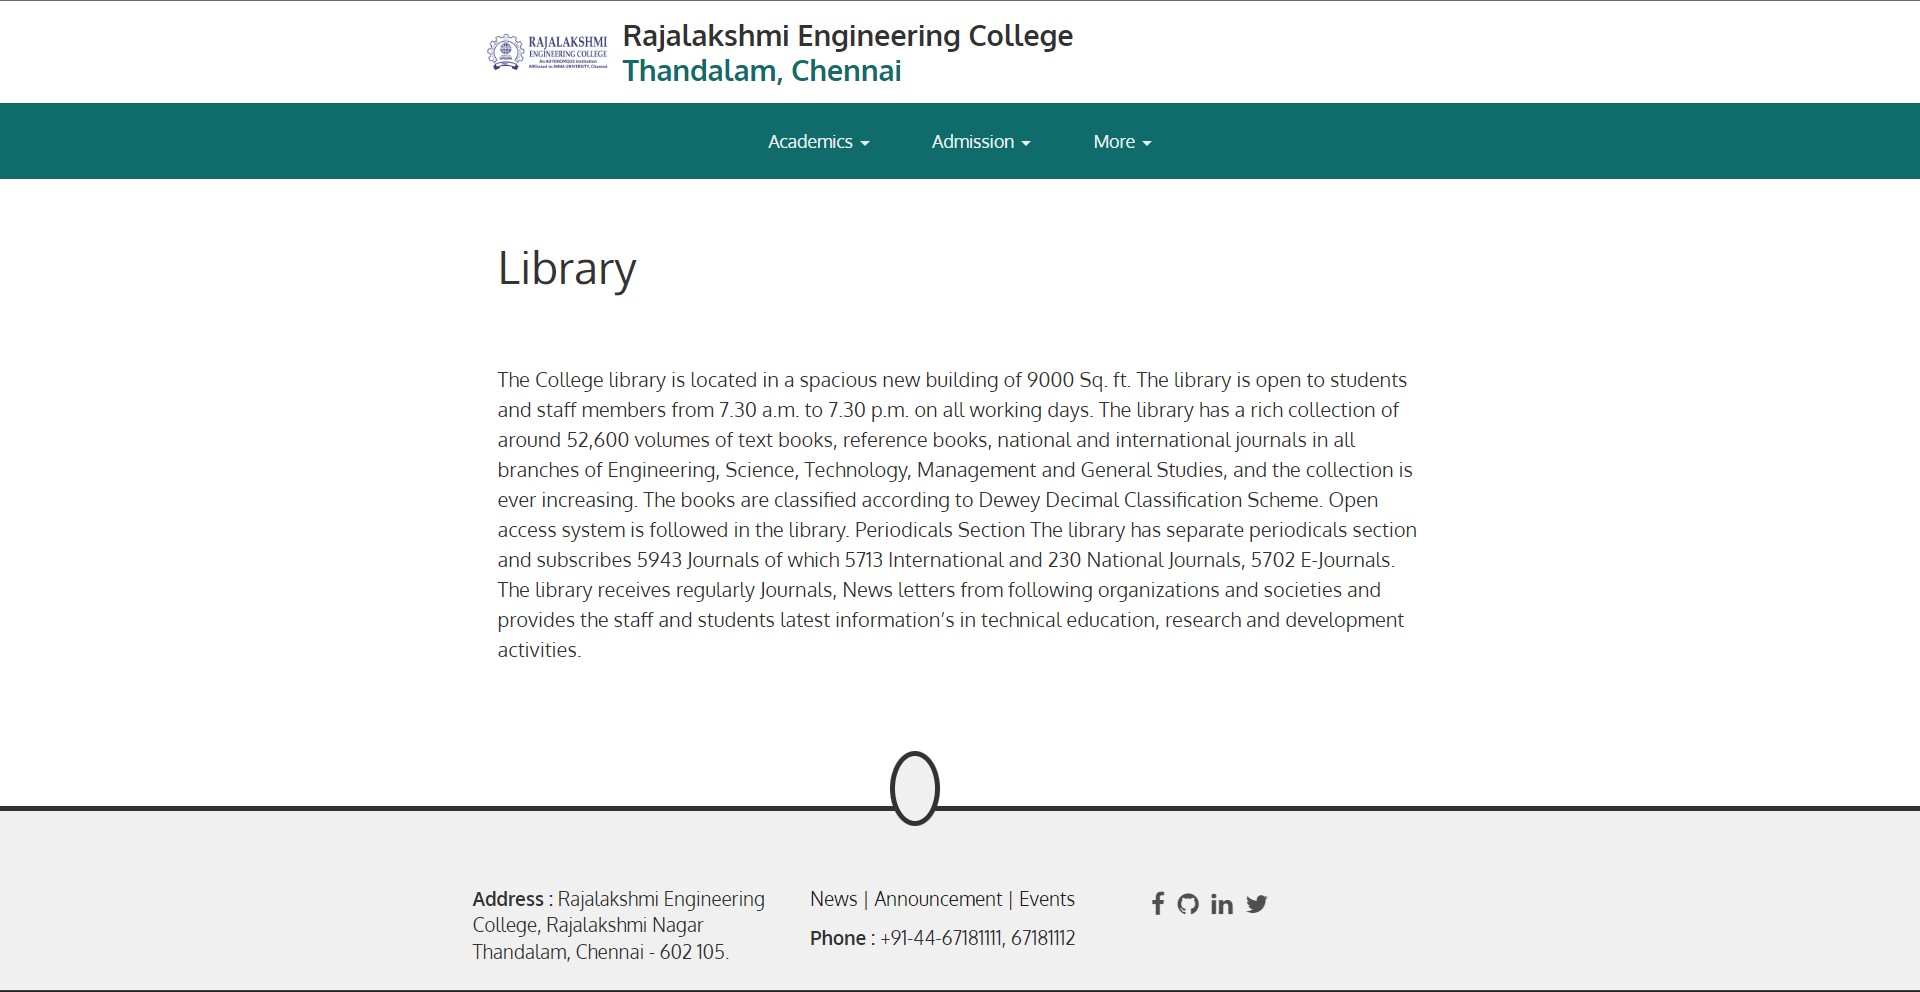 RAJALAKSHMI
ENGINEERING COLLEGE
An AUTONOMOUS Institution
Affiliated to ANNA UNIVERSITY, Chennai
Rajalakshmi Engineering College
Thandalam, Chennai
Academics
Admission
More
Library
The College library is located in a spacious new building of 9000 Sq. ft. The library is open to students
and staff members from 7.30 a.m. to 7.30 p.m. on all working days. The library has a rich collection of
around 52,600 volumes of text books, reference books, national and international journals in all
branches of Engineering, Science, Technology, Management and General Studies, and the collection is
ever increasing. The books are classified according to Dewey Decimal Classification Scheme. Open
access system is followed in the library. Periodicals Section The library has separate periodicals section
and subscribes 5943 Journals of which 5713 International and 230 National Journals, 5702 E-Journals.
The library receives regularly Journals, News letters from following organizations and societies and
provides the staff and students latest information’s in technical education, research and development
activities.
Address : Rajalakshmi Engineering
College, Rajalakshmi Nagar
Thandalam, Chennai - 602 105.
News | Announcement | Events
Phone : +91-44-67181111, 67181112